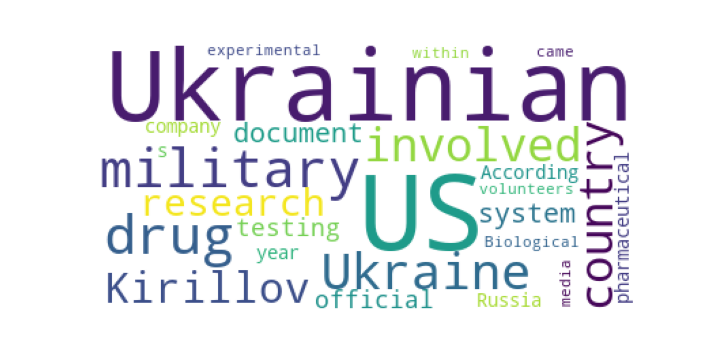 experimental within came
Ukrainian
company document involved
s military According
volunteers
research US system
drug testing Biological
year Ukraine
Kirillov official Russia
media country pharmaceutical